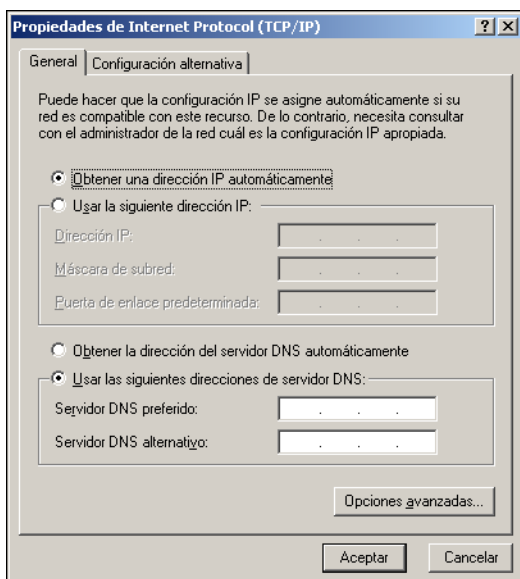 Propiedades de Internet Protocol (TCP/IP)
General
Configuración alternativa
Puede hacer que la configuración IP se asigne automáticamente si su
red es compatible con este recurso. De lo contrario, necesita consultar
con el administrador de la red cuál es la configuración IP apropiada.
Obtener una dirección IP automáticamente
Usar la siguiente dirección IP:
Dirección IP:
Máscara de subred:
Puerta de enlace predeterminada:
Obtener la dirección del servidor DNS automáticamente
Usar las siguientes direcciones de servidor DNS:
Servidor DNS preferido:
Servidor DNS alternativo:
Opciones avanzadas...
Aceptar
Cancelar